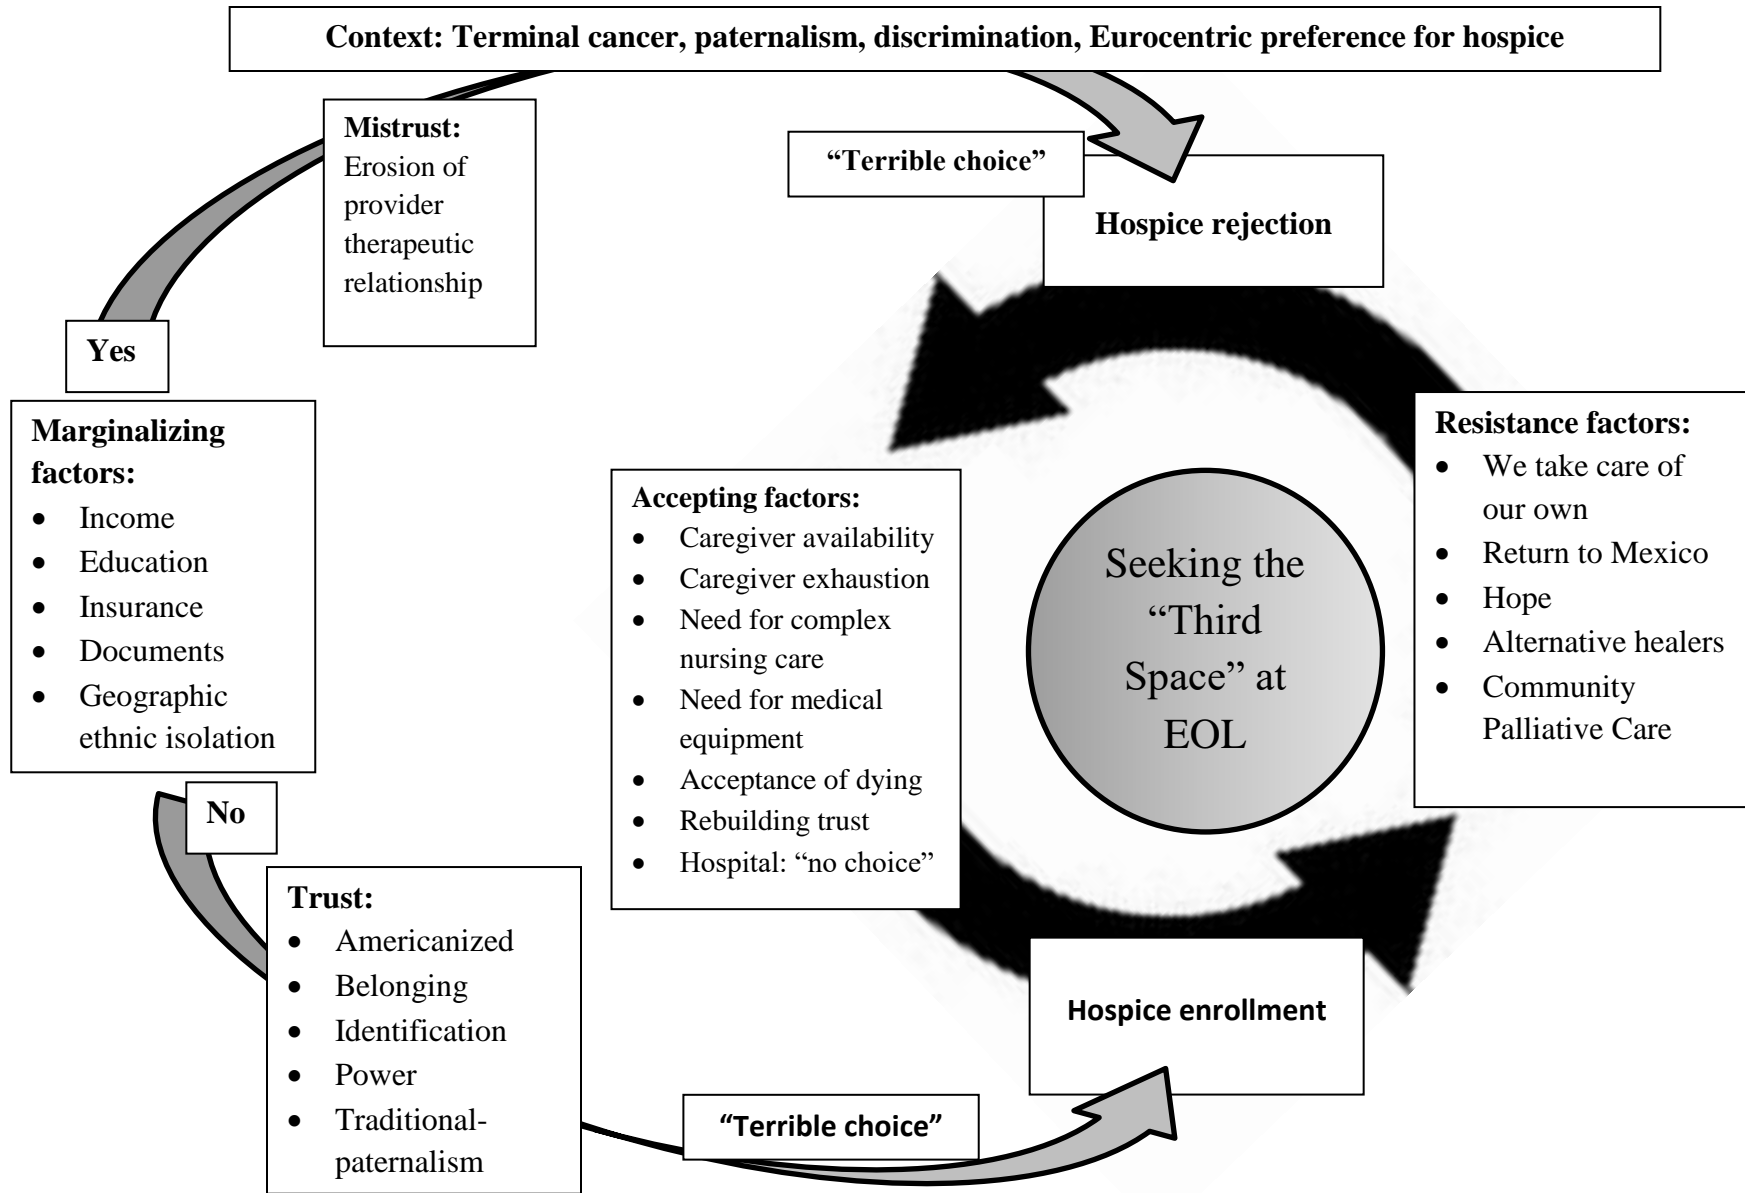 Context: Terminal cancer, paternalism, discrimination, Eurocentric preference for hospice
Mistrust:
Erosion of
provider
therapeutic
relationship
“Terrible choice”
Hospice rejection
Yes
Marginalizing
factors:
• Income
• Education
• Insurance
• Documents
• Geographic
ethnic isolation
No
Trust:
• Americanized
• Belonging
• Identification
• Power
• Traditional-
paternalism
Accepting factors:
• Caregiver availability
• Caregiver exhaustion
• Need for complex
nursing care
• Need for medical
equipment
• Acceptance of dying
• Rebuilding trust
• Hospital: “no choice”
Seeking the
“Third
Space” at
EOL
Resistance factors:
• We take care of
our own
• Return to Mexico
• Hope
• Alternative healers
• Community
Palliative Care
Hospice enrollment
“Terrible choice”